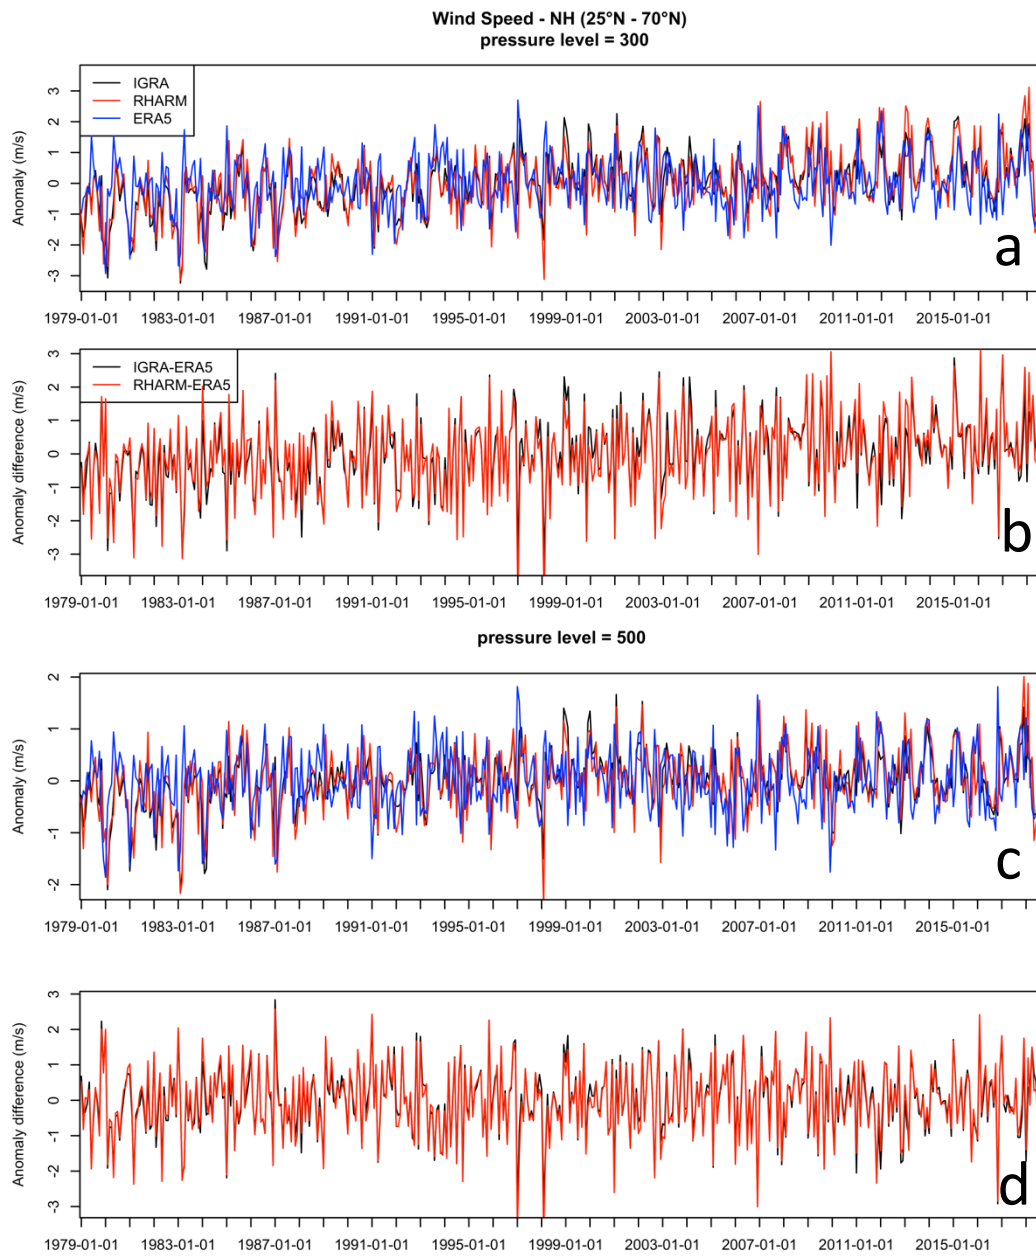 Wind Speed - NH (25°N - 70°N)
pressure level = 300
IGRA
RHARM
ERA5
Anomaly (m/s)
3
2
1
0
-1
-2
-3
a
1979-01-01 1983-01-01 1987-01-01 1991-01-01 1995-01-01 1999-01-01 2003-01-01 2007-01-01 2011-01-01 2015-01-01
IGRA-ERA5
RHARM-ERA5
Anomaly difference (m/s)
3
2
1
0
-1
-2
-3
b
1979-01-01 1983-01-01 1987-01-01 1991-01-01 1995-01-01 1999-01-01 2003-01-01 2007-01-01 2011-01-01 2015-01-01
pressure level = 500
Anomaly (m/s)
2
1
0
-1
-2
c
1979-01-01 1983-01-01 1987-01-01 1991-01-01 1995-01-01 1999-01-01 2003-01-01 2007-01-01 2011-01-01 2015-01-01
Anomaly difference (m/s)
3
2
1
0
-1
-2
-3
d
1979-01-01 1983-01-01 1987-01-01 1991-01-01 1995-01-01 1999-01-01 2003-01-01 2007-01-01 2011-01-01 2015-01-01